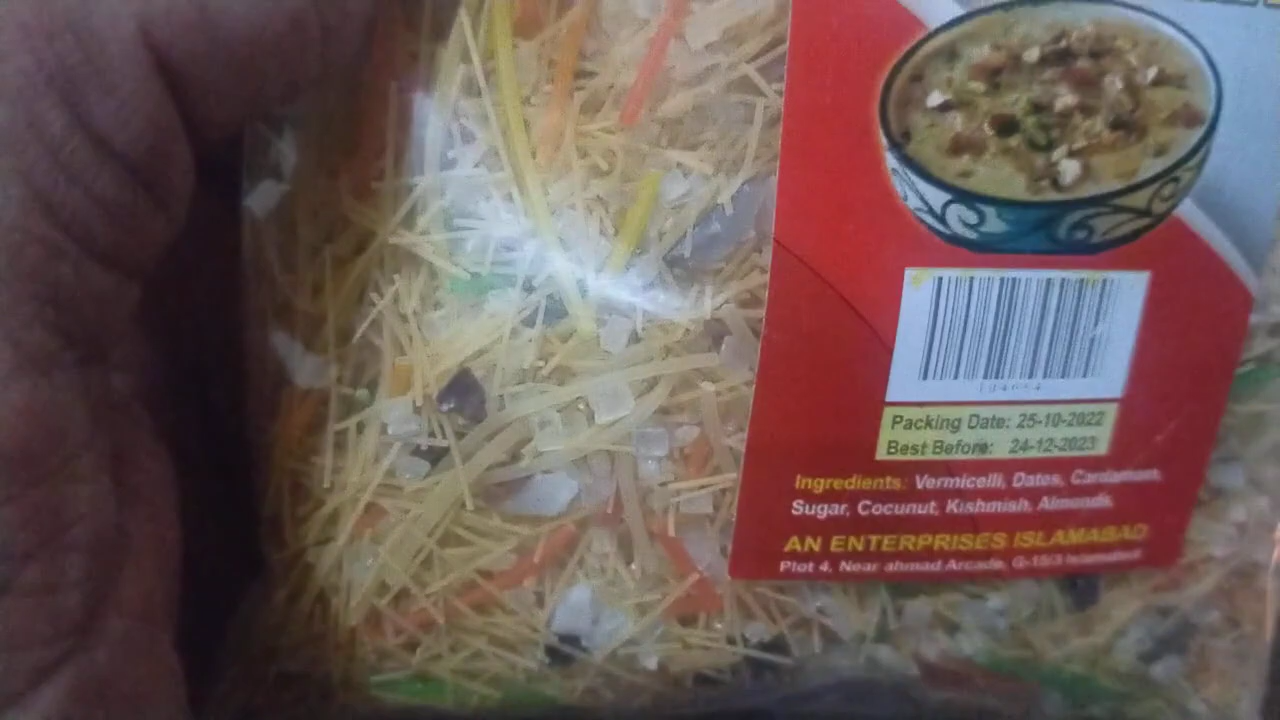 Packing Date: 25-10-2022
Best Before: 24-12-2023
Ingredients: Vermicelli, Dates, Cardamom,
Sugar, Cocunut, Kishmish, Almonds,
AN ENTERPRISES ISLAMABAD
Plot 4, Near ahmad Arcade, G-15/3 Islamabad